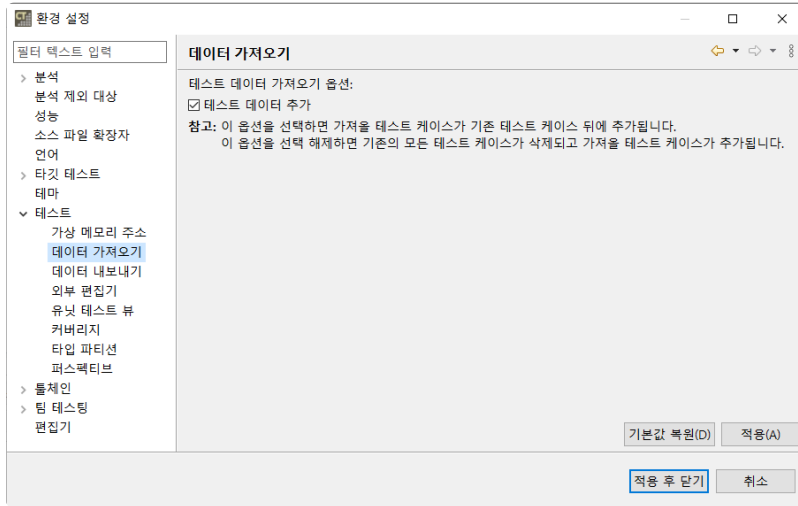 CT 환경 설정
필터 텍스트 입력
분석
분석 제외 대상
성능
소스 파일 확장자
언어
타깃 테스트
테마
테스트
가상 메모리 주소
데이터 가져오기
데이터 내보내기
외부 편집기
유닛 테스트 뷰
커버리지
타입 파티션
퍼스펙티브
툴체인
팀 테스팅
편집기
데이터 가져오기
테스트 데이터 가져오기 옵션:
테스트 데이터 추가
참고: 이 옵션을 선택하면 가져올 테스트 케이스가 기존 테스트 케이스 뒤에 추가됩니다.
이 옵션을 선택 해제하면 기존의 모든 테스트 케이스가 삭제되고 가져올 테스트 케이스가 추가됩니다.
기본값 복원(D) 적용(A)
적용 후 닫기 취소